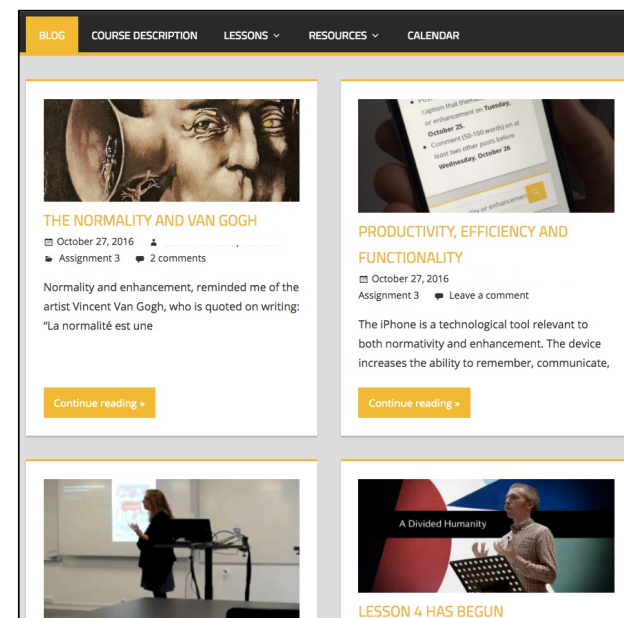 BLOG COURSE DESCRIPTION LESSONS RESOURCES CALENDAR
THE NORMALITY AND VAN GOGH
October 27, 2016
Assignment 3 2 comments
Normality and enhancement, reminded me of the
artist Vincent Van Gogh, who is quoted on writing:
“La normalité est une
Continue reading »
caption that
or enhancement on Tuesday,
October 25.
Comment (50-100 words) on at
least two other posts before
Wednesday, October 26
or enhancemen
PRODUCTIVITY, EFFICIENCY AND
FUNCTIONALITY
October 27, 2016
Assignment 3 Leave a comment
The iPhone is a technological tool relevant to
both normativity and enhancement. The device
increases the ability to remember, communicate,
Continue reading »
A Divided Humanity
LESSON 4 HAS BEGUN